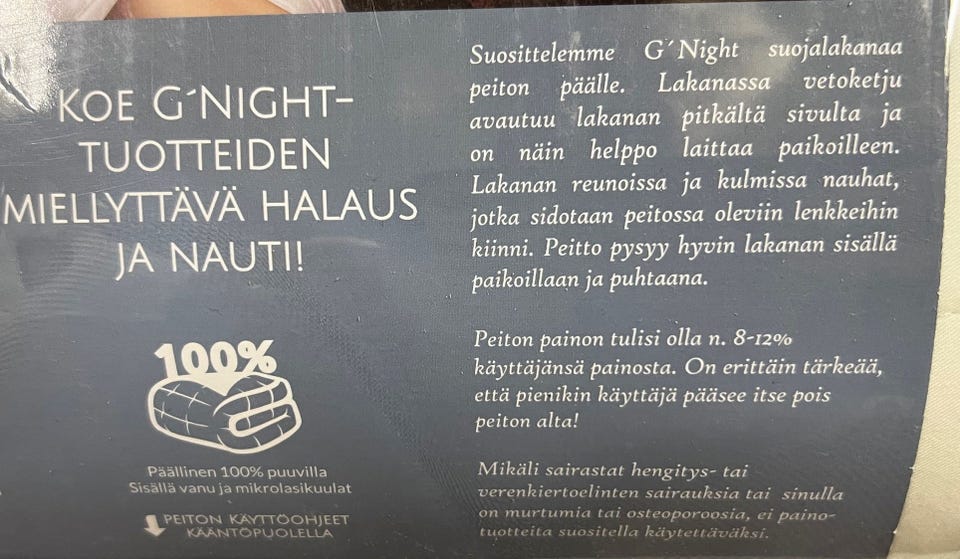 KOE G´NIGHT-
TUOTTEIDEN
MIELLYTTÄVÄ HALAUS
JA NAUTI!
100%
Päällinen 100% puuvilla
Sisällä vanu ja mikrolasikuulat
PEITON KÄYTTÖOHJEET
KÄÄNTÖPUOLELLA
Suosittelemme G´Night suojalakanaa
peiton päälle. Lakanassa vetoketju
avautuu lakanan pitkältä sivulta ja
on näin helppo laittaa paikoilleen.
Lakanan reunoissa ja kulmissa nauhat,
jotka sidotaan peitossa oleviin lenkkeihin
kiinni. Peitto pysyy hyvin lakanan sisällä
paikoillaan ja puhtaana.
Peiton painon tulisi olla n. 8-12%
käyttäjänsä painosta. On erittäin tärkeää,
että pienikin käyttäjä pääsee itse pois
peiton alta!
Mikäli sairastat hengitys- tai
verenkiertoelinten sairauksia tai sinulla
on murtumia tai osteoporoosia, ei paino-
tuotteita suositella käytettäväksi.